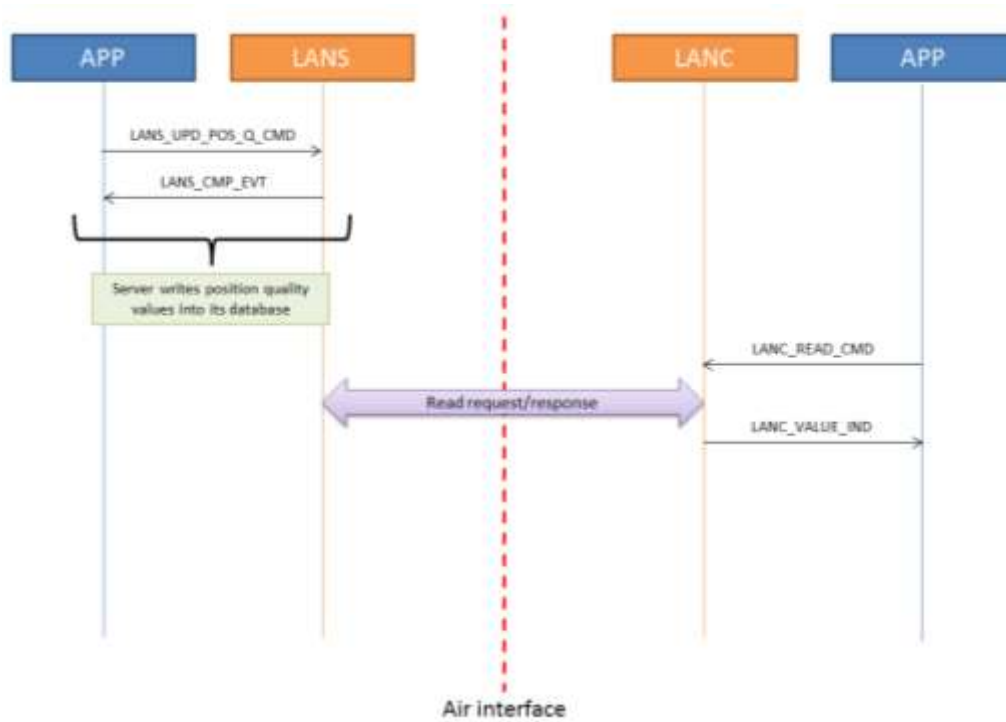 APP
LANS
LANC
APP
LANS_UPD_POS_Q_CMD
LANS_CMP_EVT
Server writes position quality
values into its database
LANC_READ_CMD
Read request/response
LANC_VALUE_IND
Air interface